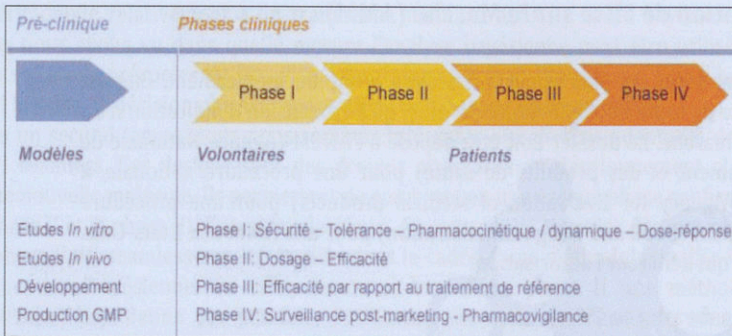 Pré-clinique Phases cliniques
Phase I Phase II Phase III Phase IV
Modèles Volontaires Patients
Etudes In vitro Phase I: Sécurité – Tolérance – Pharmacocinétique / dynamique – Dose-réponse
Etudes In vivo Phase II: Dosage – Efficacité
Développement Phase III: Efficacité par rapport au traitement de référence
Production GMP Phase IV: Surveillance post-marketing - Pharmacovigilance